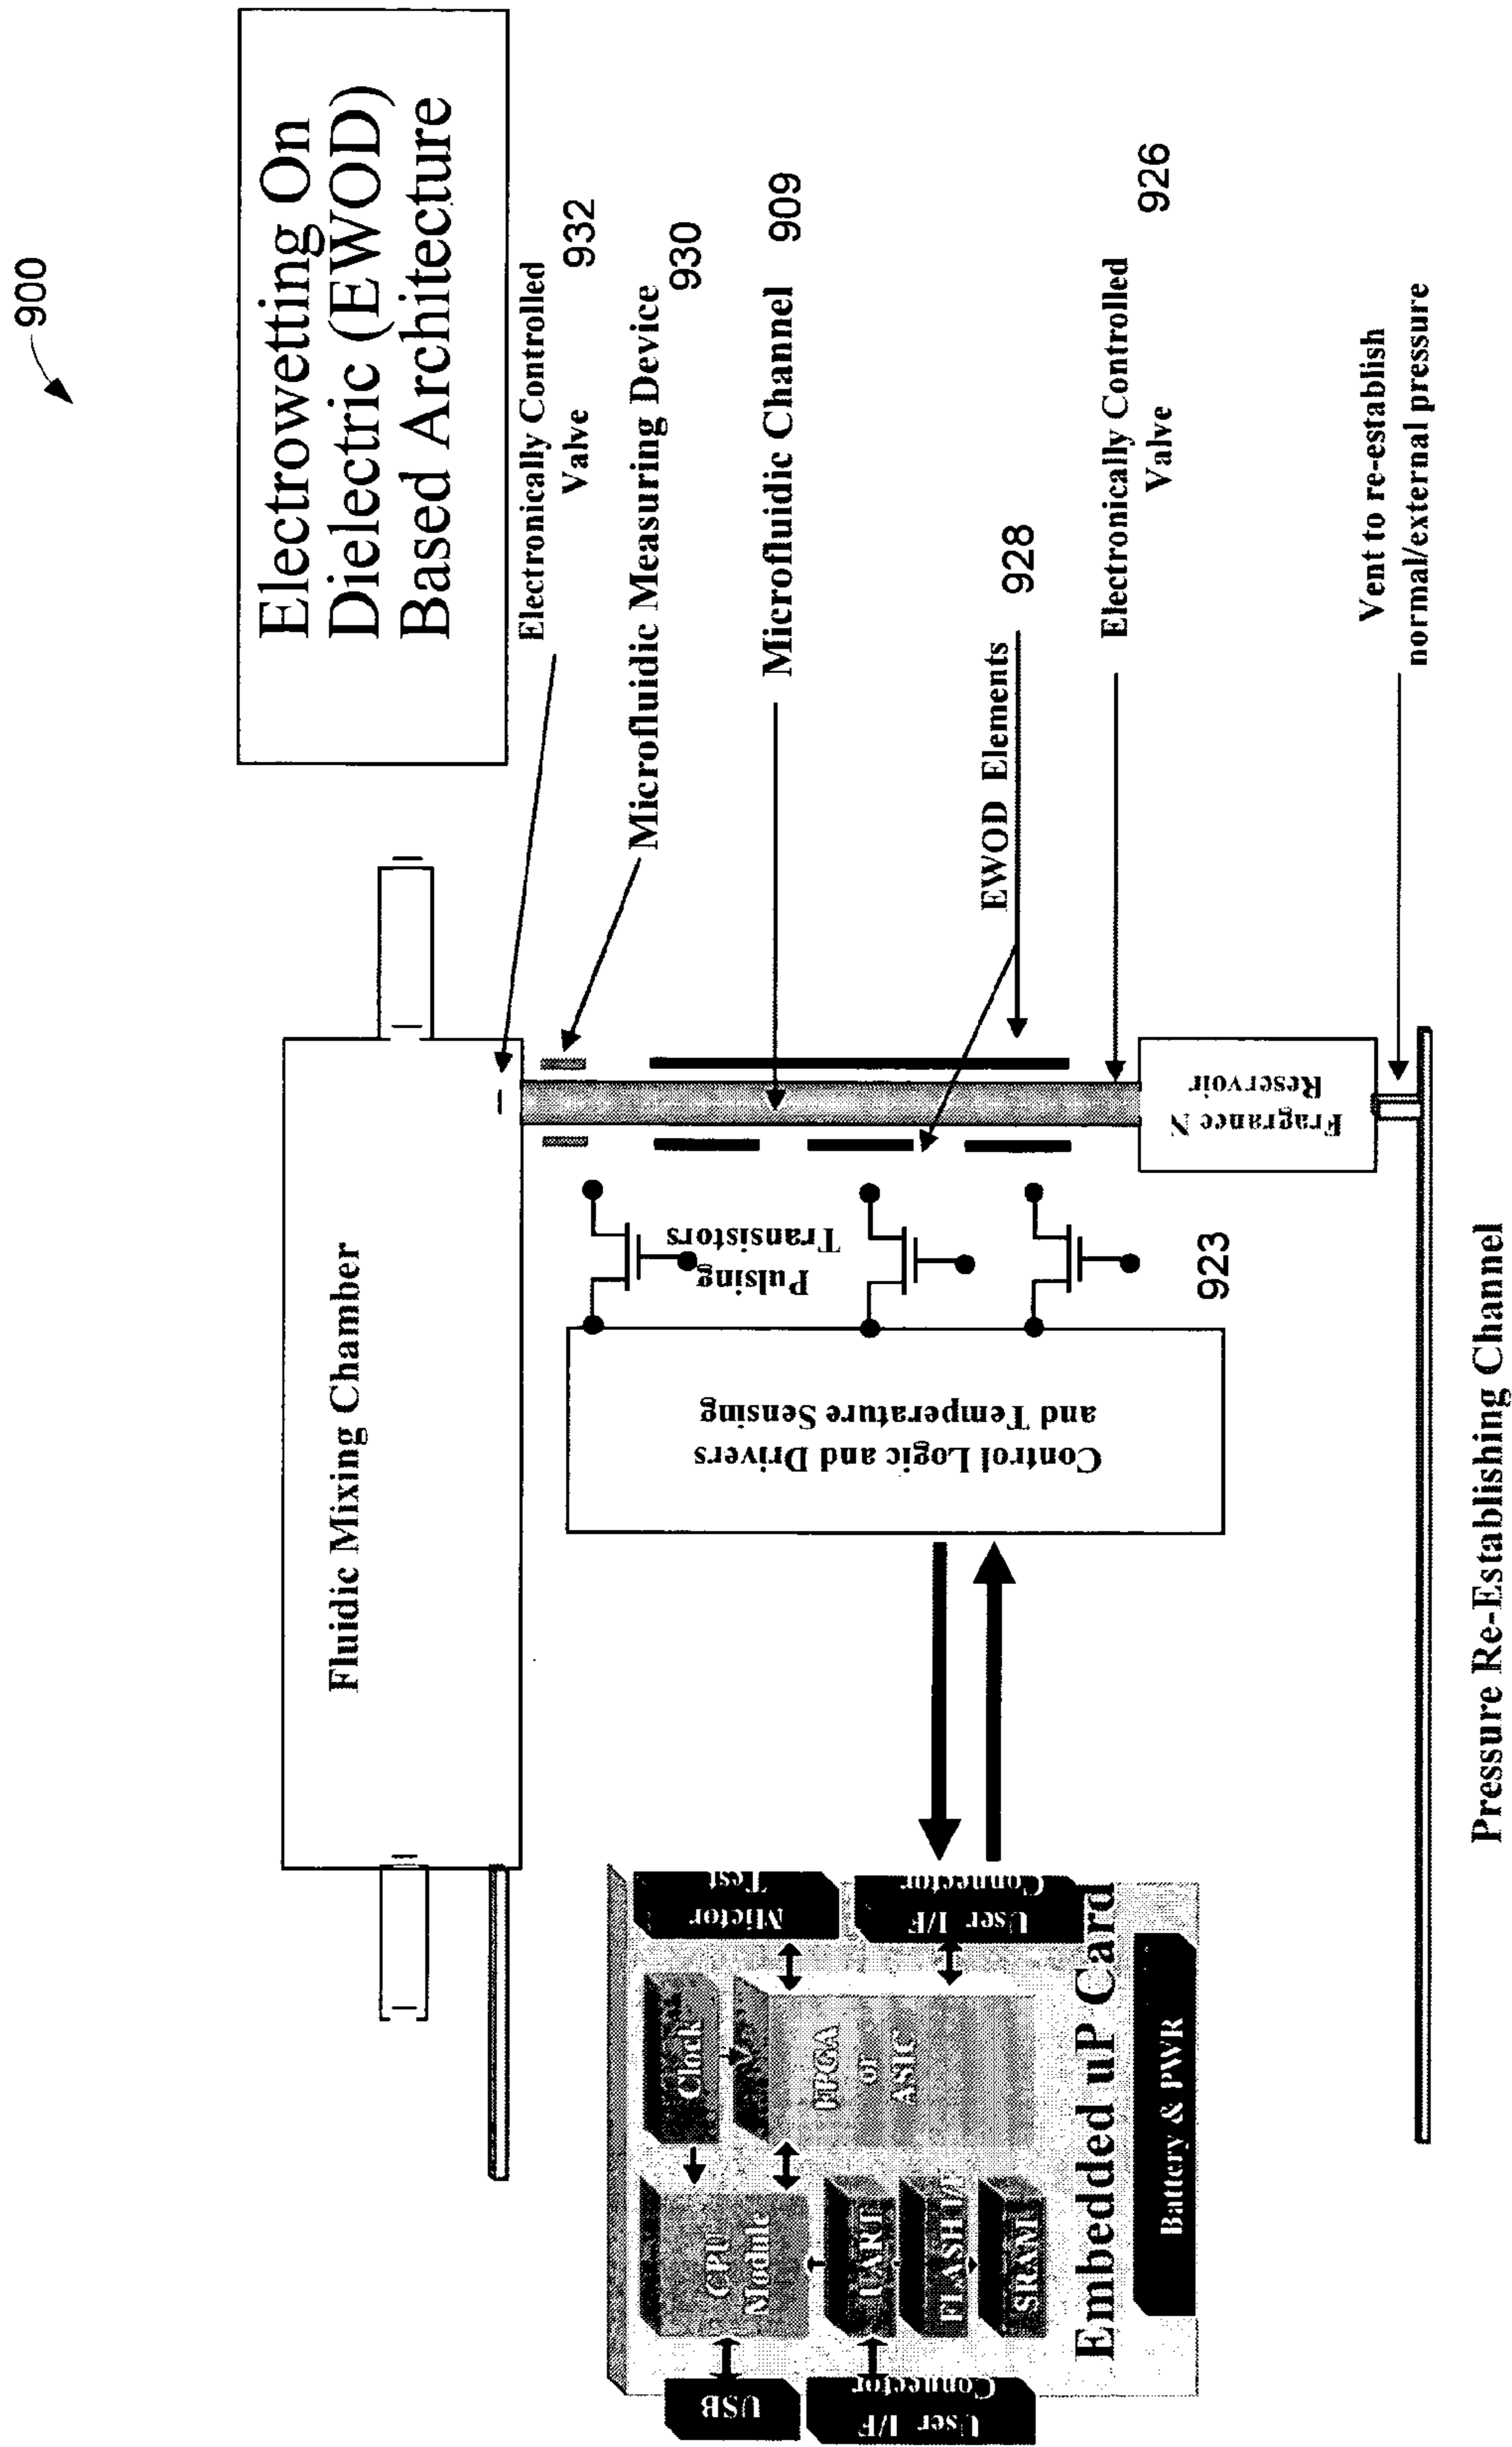 900
Electrowetting On
Dielectric (EWOD)
Based Architecture
Fluidic Mixing Chamber
Electronically Controlled
Valve
932
Microfluidic Measuring Device
930
Microfluidic Channel
909
EWOD Elements
928
Electronically Controlled
Valve
926
Vent to re-establish
normal/external pressure
Fragrance N
Reservoir
Pulsing
Transistors
923
Control Logic and Drivers
and Temperature Sensing
Mictor
Test
User I/F
Connector
Clock
FPGA
or
ASIC
CPU
Module
UART
FLASH I/F
SRAM
USB
User I/F
Connector
Embedded uP Card
Battery & PWR
Pressure Re-Establishing Channel